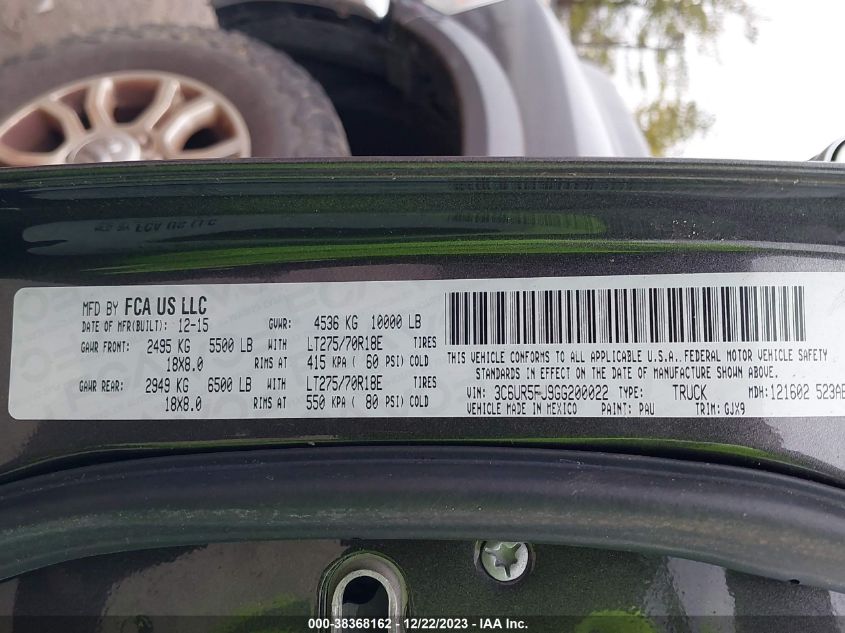 MFD BY FCA US LLC
DATE OF MFR(BUILT): 12-15 GVWR: 4536 KG 10000 LB
GAWR FRONT: 2495 KG 5500 LB WITH LT275/70R18E TIRES
18X8.0 RIMS AT 415 KPA ( 60 PSI) COLD
GAWR REAR: 2949 KG 6500 LB WITH LT275/70R18E TIRES
18X8.0 RIMS AT 550 KPA ( 80 PSI) COLD
THIS VEHICLE CONFORMS TO ALL APPLICABLE U.S.A. FEDERAL MOTOR VEHICLE SAFETY
STANDARDS IN EFFECT ON THE DATE OF MANUFACTURE SHOWN ABOVE.
VIN: 3C6UR5FJ9GG200022 TYPE: TRUCK MDH: 121602 523AE
VEHICLE MADE IN MEXICO PAINT: PAU TRIM: GJX9
000-38368162 - 12/22/2023 - IAA Inc.